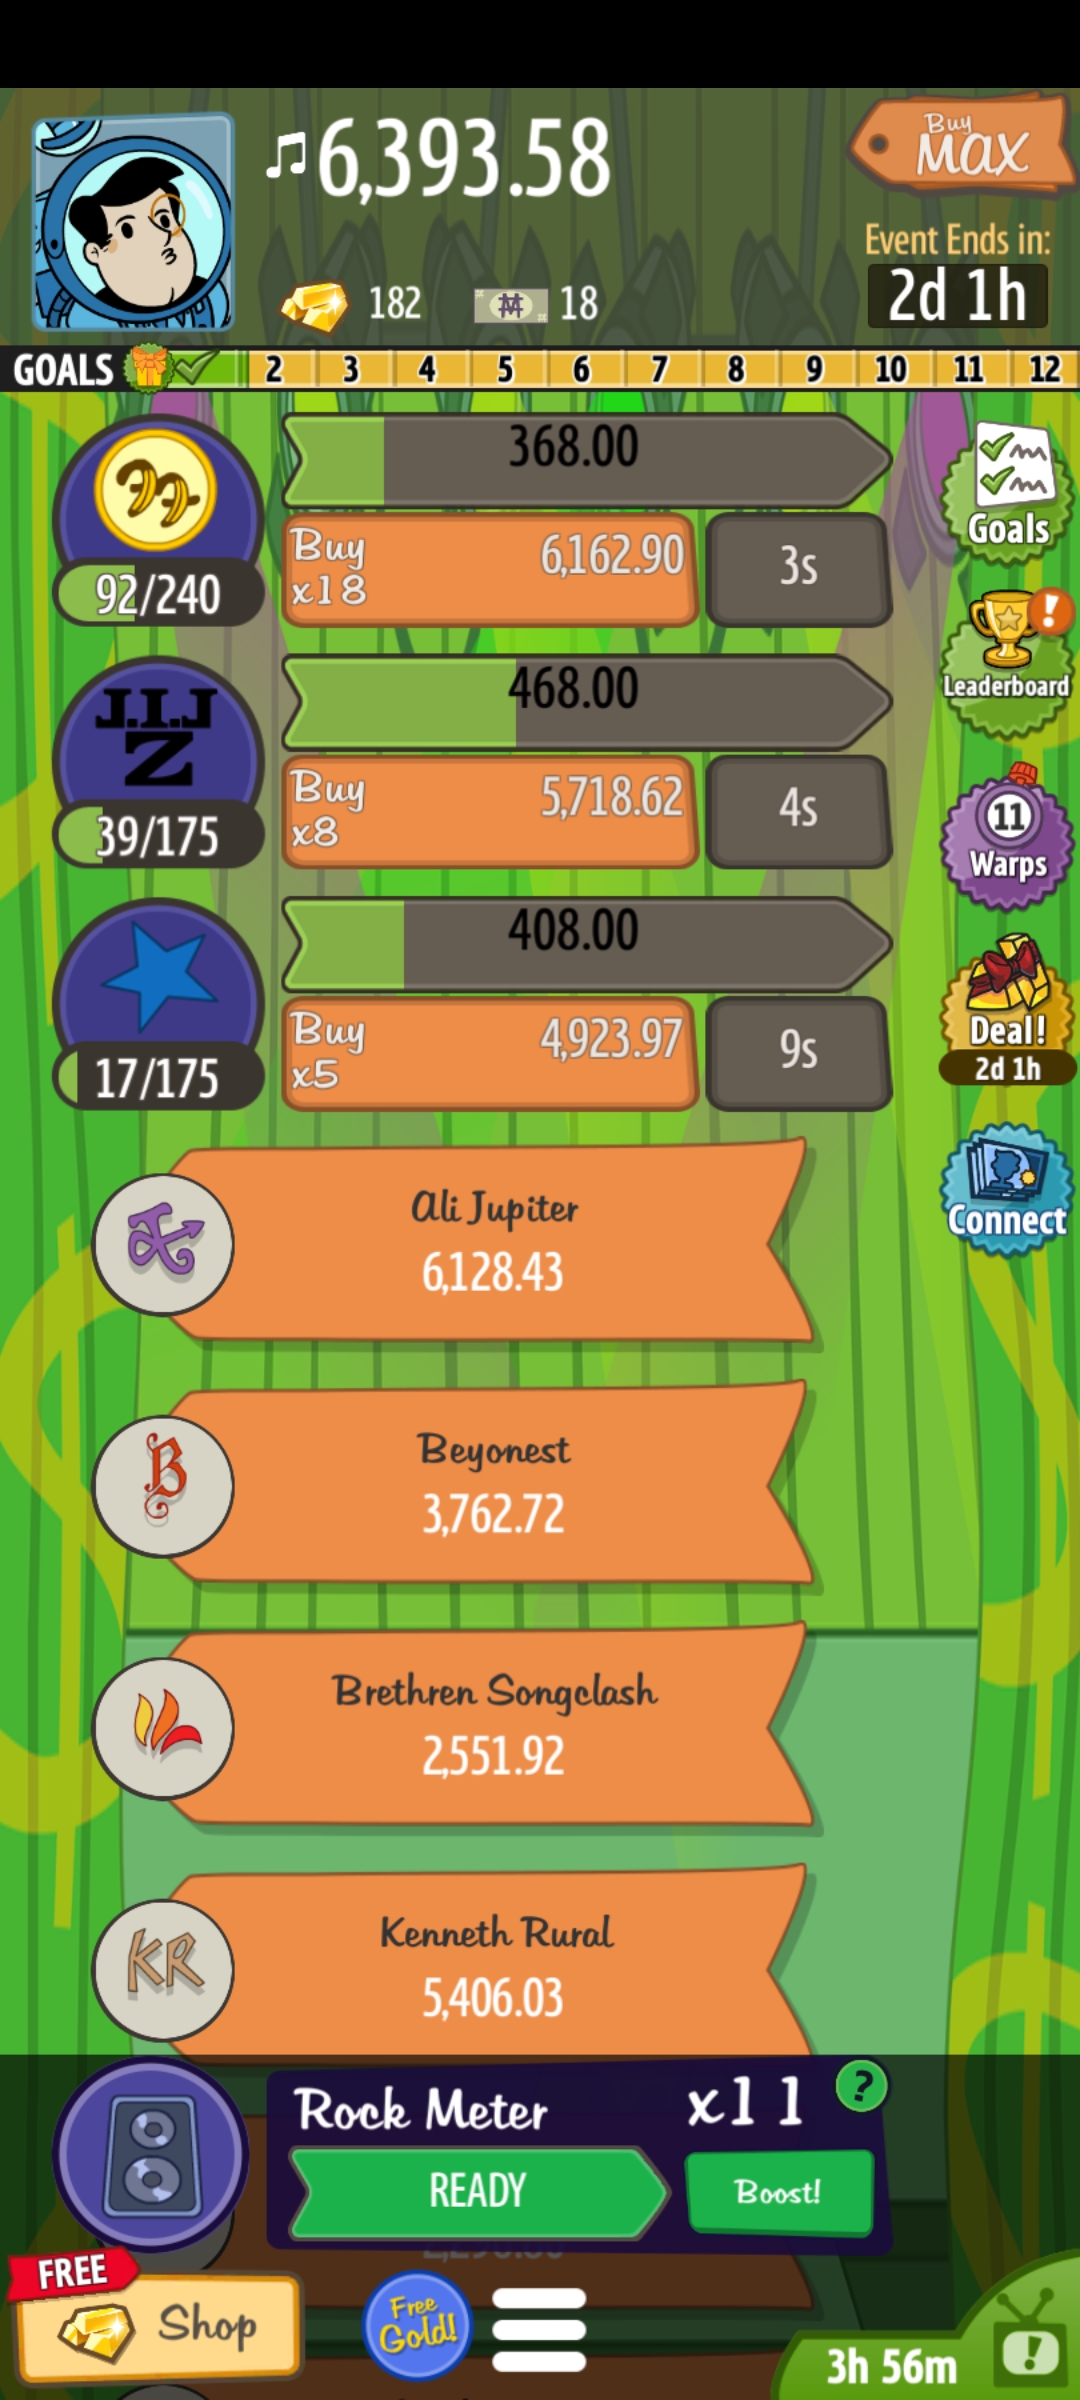 6,393.58
Buy
MAX
182
18
Event Ends in:
2d 1h
GOALS 2 3 4 5 6 7 8 9 10 11 12
368.00
92/240
Buy
x18
6,162.90
3s
Goals
J.I.J
Z
468.00
39/175
Buy
x8
5,718.62
4s
Leaderboard
11
Warps
408.00
17/175
Buy
x5
4,923.97
9s
Deal!
2d 1h
Connect
Ali Jupiter
6,128.43
B
Beyonest
3,762.72
Brethren Songclash
2,551.92
KR
Kenneth Rural
5,406.03
Rock Meter
x11
?
READY
Boost!
FREE
Shop
Free
Gold!
3h 56m